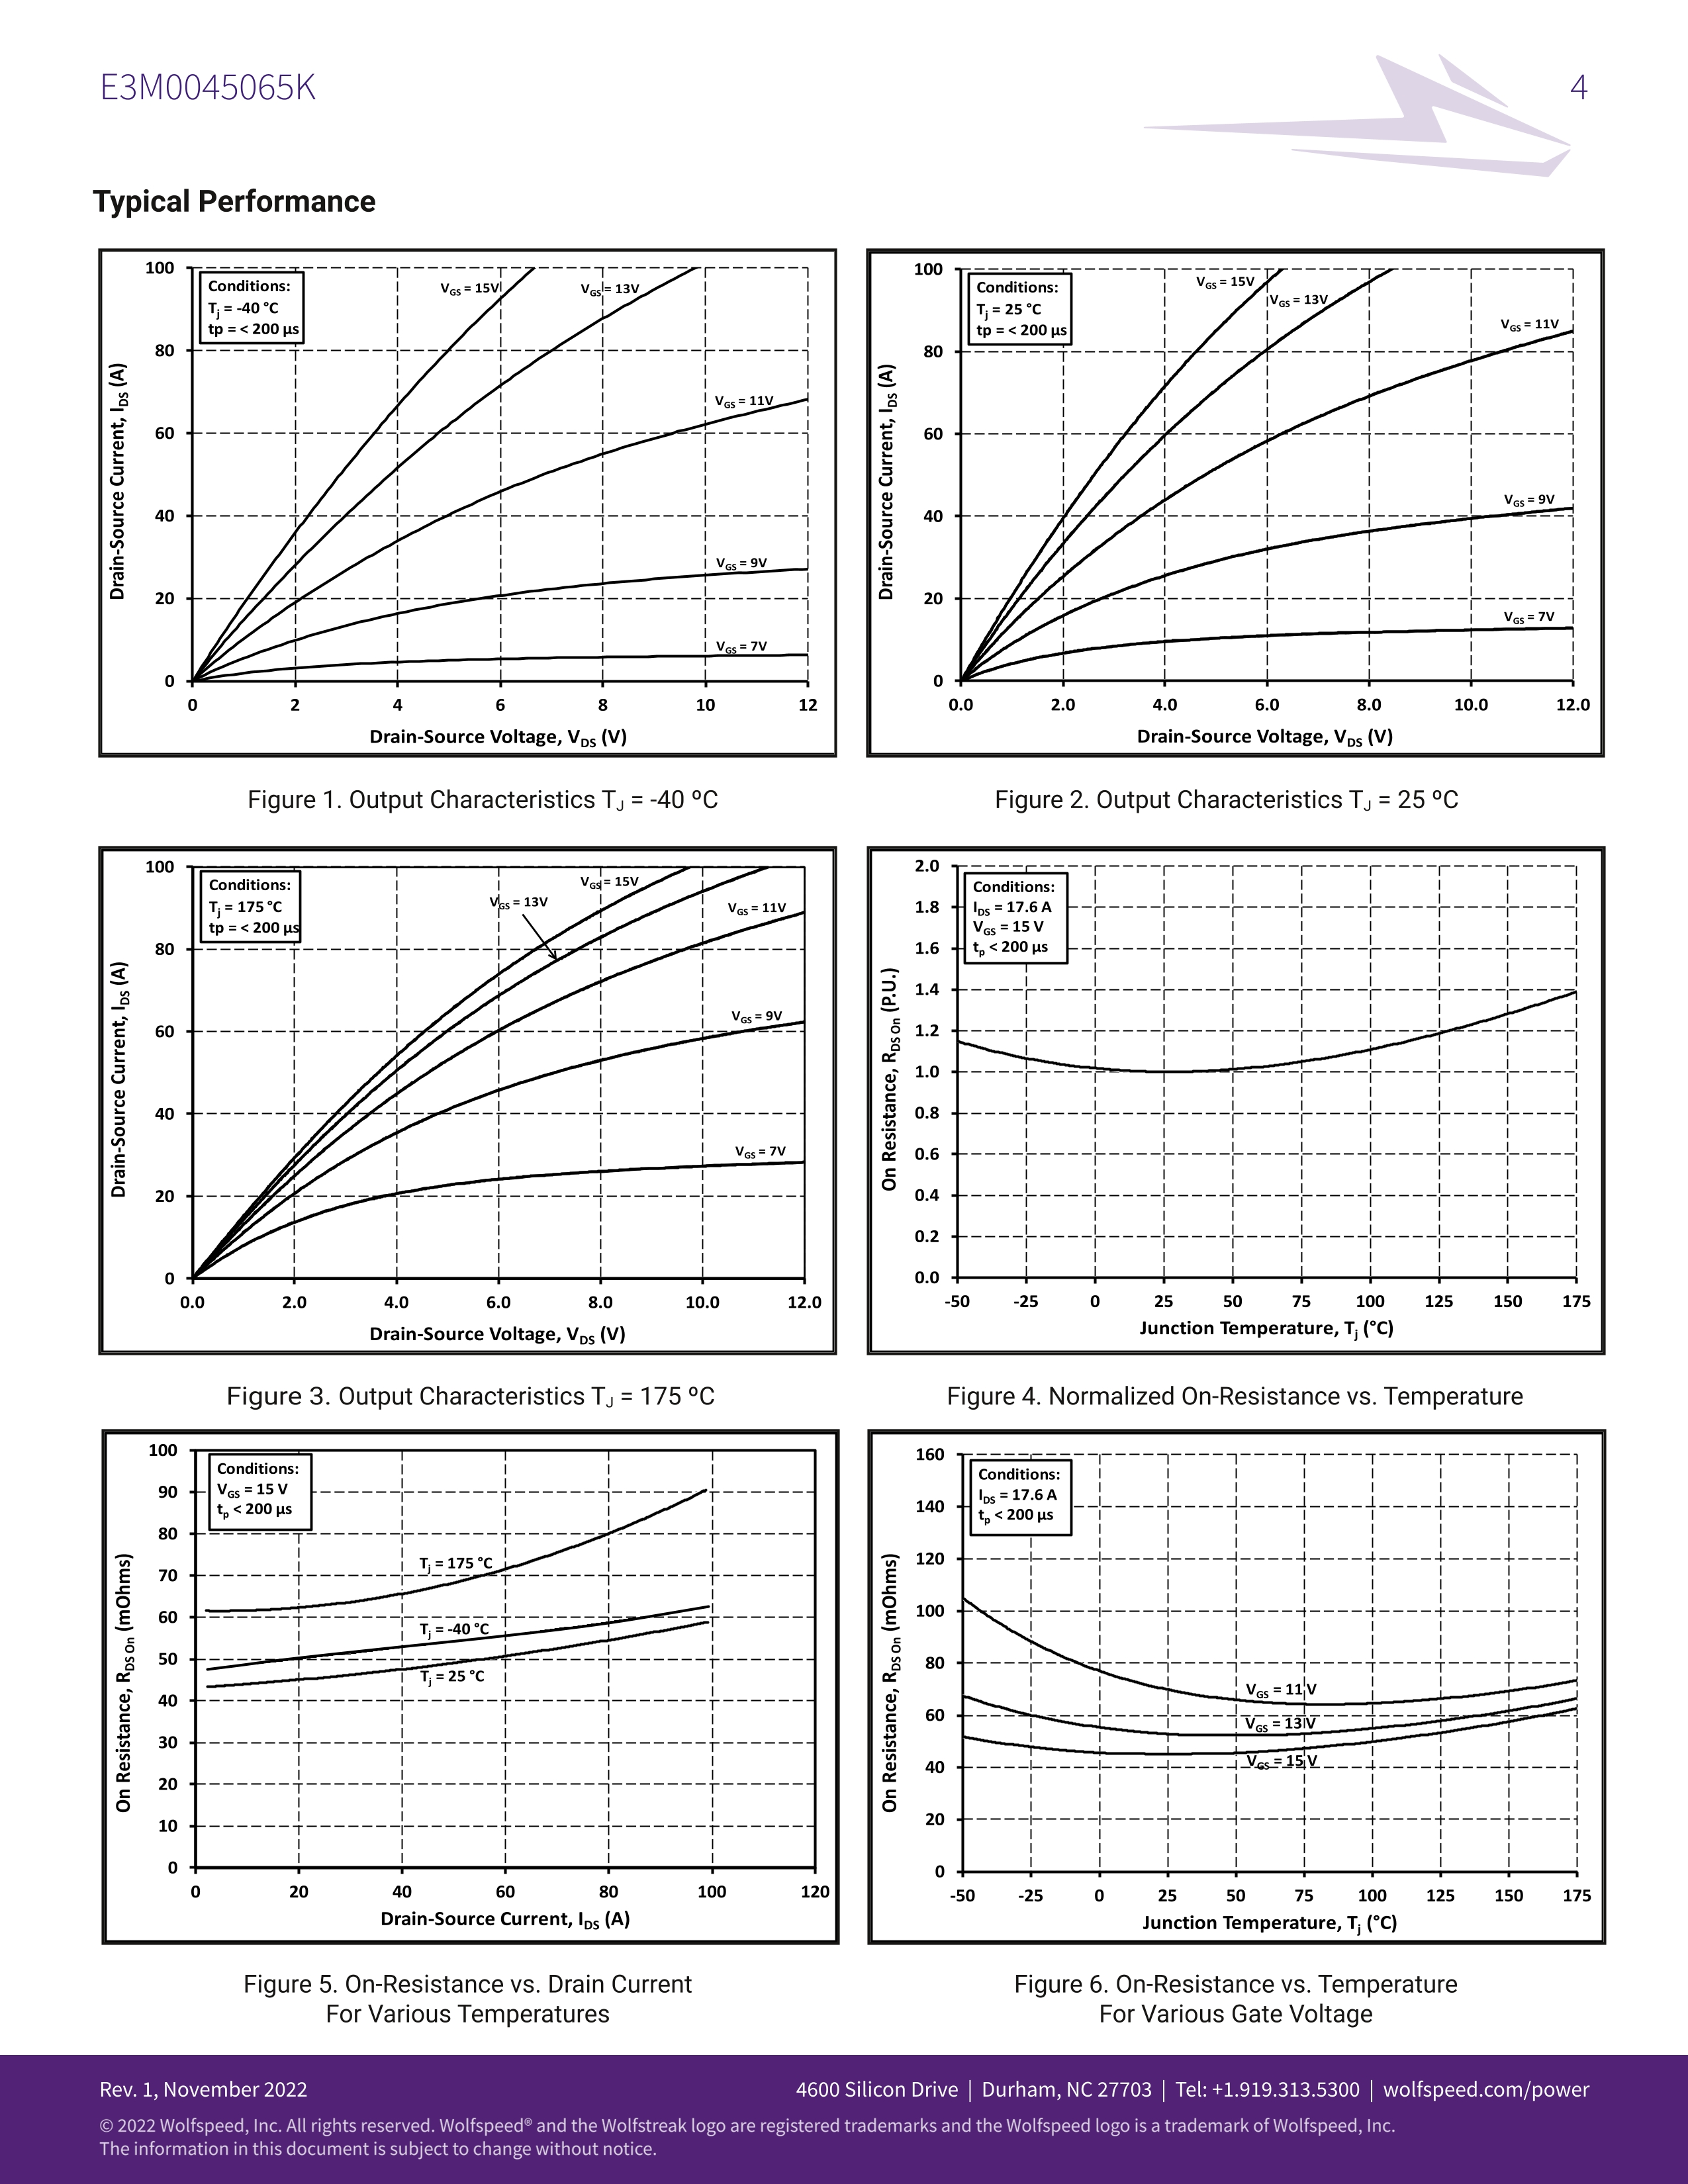 E3M0045065K
4
Typical Performance
Conditions:
Tj = -40 °C
tp = < 200 µs
VGS = 15V
VGS = 13V
VGS = 11V
VGS = 9V
VGS = 7V
100
80
60
40
20
0
0 2 4 6 8 10 12
Drain-Source Current, IDS (A)
Drain-Source Voltage, VDS (V)
Figure 1. Output Characteristics TJ = -40 ºC
Conditions:
Tj = 25 °C
tp = < 200 µs
VGS = 15V
VGS = 13V
VGS = 11V
VGS = 9V
VGS = 7V
100
80
60
40
20
0
0.0 2.0 4.0 6.0 8.0 10.0 12.0
Drain-Source Current, IDS (A)
Drain-Source Voltage, VDS (V)
Figure 2. Output Characteristics TJ = 25 ºC
Conditions:
Tj = 175 °C
tp = < 200 µs
VGS = 15V
VGS = 13V
VGS = 11V
VGS = 9V
VGS = 7V
100
80
60
40
20
0
0.0 2.0 4.0 6.0 8.0 10.0 12.0
Drain-Source Current, IDS (A)
Drain-Source Voltage, VDS (V)
Figure 3. Output Characteristics TJ = 175 ºC
Conditions:
IDS = 17.6 A
VGS = 15 V
tp < 200 µs
2.0
1.8
1.6
1.4
1.2
1.0
0.8
0.6
0.4
0.2
0.0
-50 -25 0 25 50 75 100 125 150 175
On Resistance, RDS On (P.U.)
Junction Temperature, Tj (°C)
Figure 4. Normalized On-Resistance vs. Temperature
Conditions:
VGS = 15 V
tp < 200 µs
Tj = 175 °C
Tj = -40 °C
Tj = 25 °C
100
90
80
70
60
50
40
30
20
10
0
0 20 40 60 80 100 120
On Resistance, RDS On (mOhms)
Drain-Source Current, IDS (A)
Figure 5. On-Resistance vs. Drain Current
For Various Temperatures
Conditions:
IDS = 17.6 A
tp < 200 µs
VGS = 11 V
VGS = 13 V
VGS = 15 V
160
140
120
100
80
60
40
20
0
-50 -25 0 25 50 75 100 125 150 175
On Resistance, RDS On (mOhms)
Junction Temperature, Tj (°C)
Figure 6. On-Resistance vs. Temperature
For Various Gate Voltage
Rev. 1, November 2022
4600 Silicon Drive | Durham, NC 27703 | Tel: +1.919.313.5300 | wolfspeed.com/power
© 2022 Wolfspeed, Inc. All rights reserved. Wolfspeed® and the Wolfstreak logo are registered trademarks and the Wolfspeed logo is a trademark of Wolfspeed, Inc.
The information in this document is subject to change without notice.